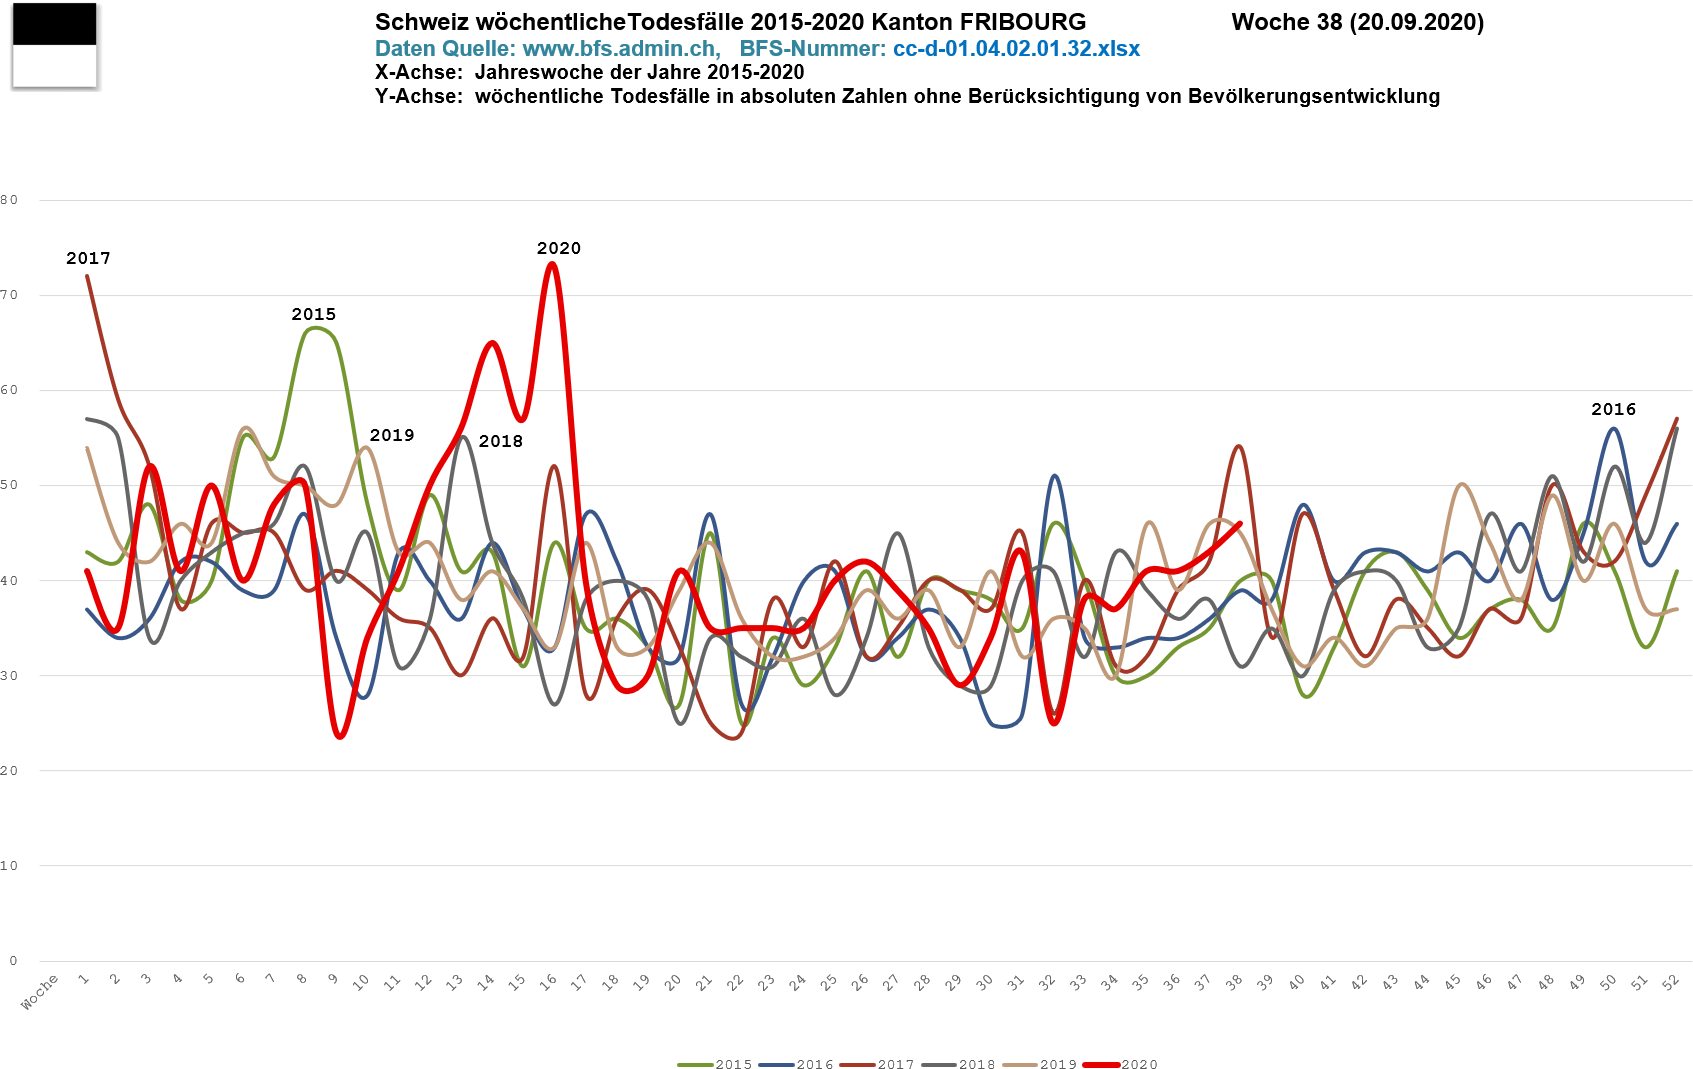 Schweiz wöchentlicheTodesfälle 2015-2020 Kanton FRIBOURG Woche 38 (20.09.2020)
Daten Quelle: www.bfs.admin.ch, BFS-Nummer: cc-d-01.04.02.01.32.xlsx
X-Achse: Jahreswoche der Jahre 2015-2020
Y-Achse: wöchentliche Todesfälle in absoluten Zahlen ohne Berücksichtigung von Bevölkerungsentwicklung
80
2020
2017
70
2015
60
2016
2019
2018
50
40
30
20
10
0
Woche 1 2 3 4 5 6 7 8 9 10 11 12 13 14 15 16 17 18 19 20 21 22 23 24 25 26 27 28 29 30 31 32 33 34 35 36 37 38 39 40 41 42 43 44 45 46 47 48 49 50 51 52
2015 2016 2017 2018 2019 2020